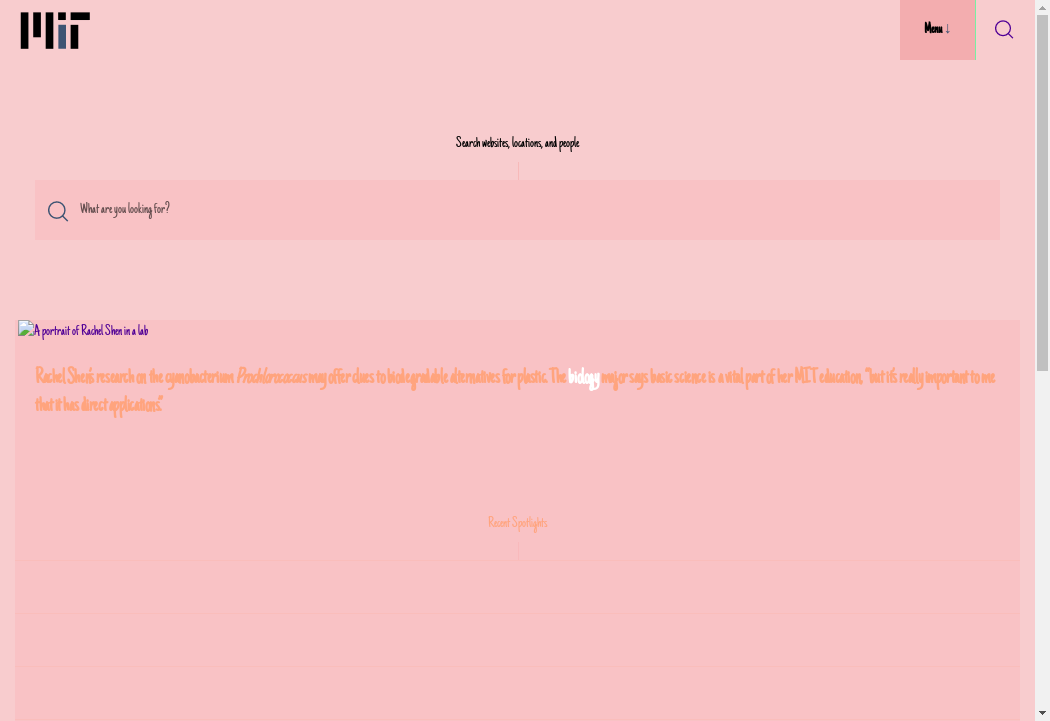 MIT
Menu ↓
Search websites, locations, and people
What are you looking for?
A portrait of Rachel Shen in a lab
Rachel Shen's research on the cyanobacterium Prochlorococcus may offer clues to biodegradable alternatives for plastic. The biology major says basic science is a vital part of her MIT education, "but it's really important to me
that it has direct applications."
Recent Spotlights